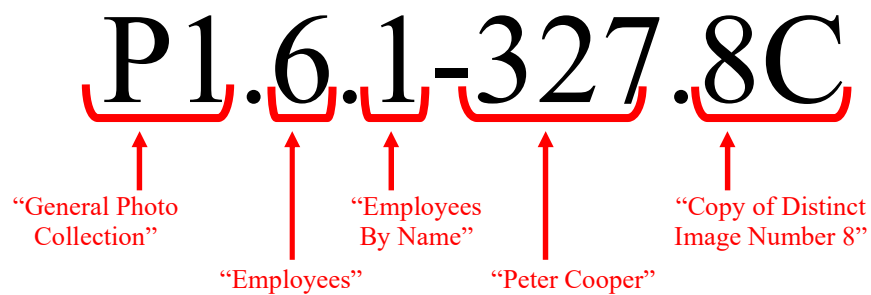 P1.6.1-327.8C
“General Photo
Collection”
“Employees”
“Employees
By Name”
“Peter Cooper”
“Copy of Distinct
Image Number 8”